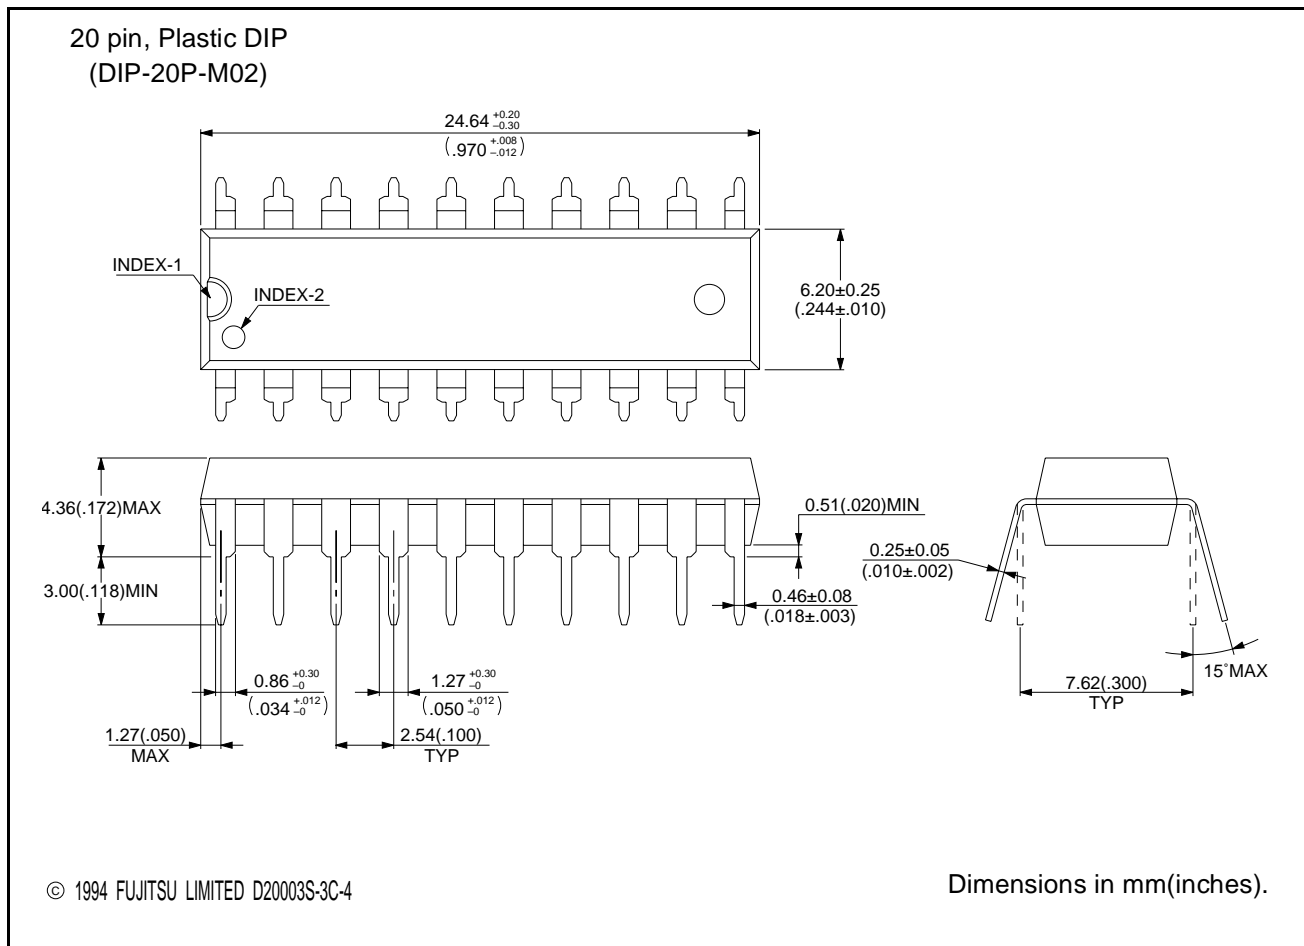 20 pin, Plastic DIP
(DIP-20P-M02)
24.64 +0.20 –0.30
(.970 +.008 –.012)
INDEX-1
INDEX-2
6.20±0.25
(.244±.010)
4.36(.172)MAX
0.51(.020)MIN
0.25±0.05
(.010±.002)
3.00(.118)MIN
0.46±0.08
(.018±.003)
15˚MAX
0.86 +0.30 –0
(.034 +.012 –0)
1.27 +0.30 –0
(.050 +.012 –0)
7.62(.300)
TYP
1.27(.050)
MAX
2.54(.100)
TYP
© 1994 FUJITSU LIMITED D20003S-3C-4
Dimensions in mm(inches).